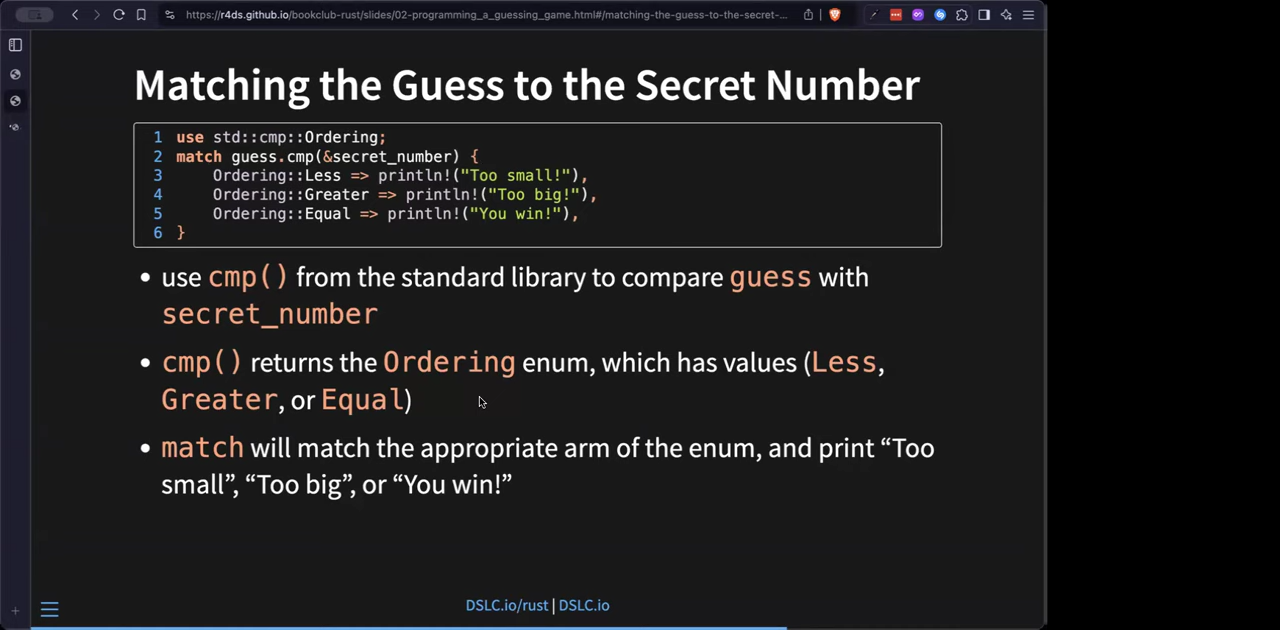 https://r4ds.github.io/bookclub-rust/slides/02-programming_a_guessing_game.html#/matching-the-guess-to-the-secret-...
Matching the Guess to the Secret Number
1 use std::cmp::Ordering;
2 match guess.cmp(&secret_number) {
3     Ordering::Less => println!("Too small!"),
4     Ordering::Greater => println!("Too big!"),
5     Ordering::Equal => println!("You win!"),
6 }
• use cmp() from the standard library to compare guess with
secret_number
• cmp() returns the Ordering enum, which has values (Less,
Greater, or Equal)
• match will match the appropriate arm of the enum, and print “Too
small”, “Too big”, or “You win!”
DSLC.io/rust | DSLC.io